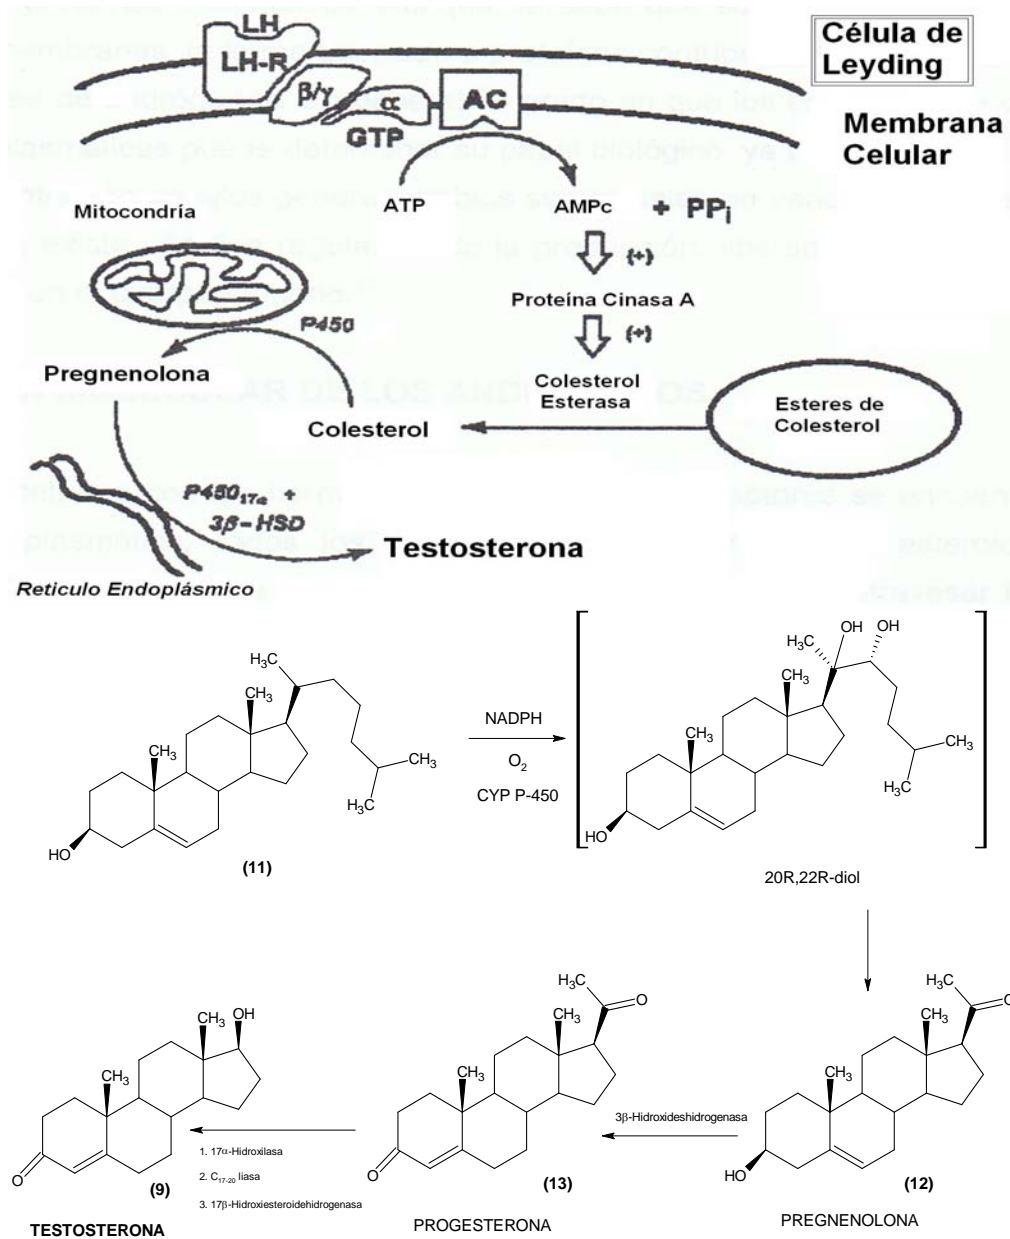 LH
LH-R
β/γ
α
GTP
AC
Célula de
Leyding
Membrana
Celular
ATP
AMPc + PPi
(+)
Proteína Cinasa A
(+)
Colesterol
Esterasa
Esteres de
Colesterol
Mitocondría
P450
Pregnenolona
Colesterol
P450₁₇α +
3β-HSD
Testosterona
Reticulo Endoplásmico
H₃C
CH₃
CH₃
CH₃
H₃C
HO
(11)
NADPH
O₂
CYP P-450
H₃C
OH
OH
CH₃
CH₃
CH₃
CH₃
HO
20R,22R-diol
H₃C
O
CH₃
CH₃
HO
(12)
PREGNENOLONA
3β-Hidroxideshidrogenasa
H₃C
O
CH₃
CH₃
O
(13)
PROGESTERONA
1. 17α-Hidroxilasa
2. C₁₇₋₂₀ liasa
3. 17β-Hidroxiesteroidehidrogenasa
OH
CH₃
CH₃
O
(9)
TESTOSTERONA